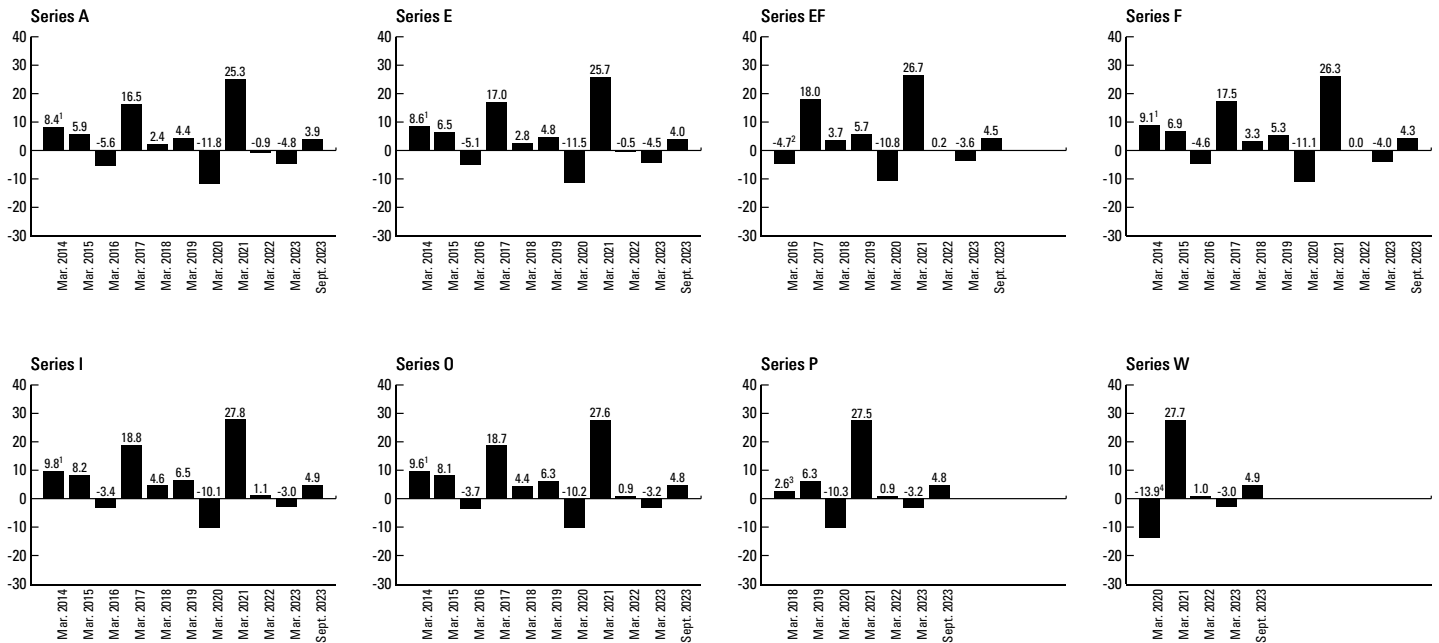 Series A
40
30
20
10
0
-10
-20
-30
8.4¹
5.9
-5.6
16.5
2.4
4.4
-11.8
25.3
-0.9
-4.8
3.9
Mar. 2014
Mar. 2015
Mar. 2016
Mar. 2017
Mar. 2018
Mar. 2019
Mar. 2020
Mar. 2021
Mar. 2022
Mar. 2023
Sept. 2023
Series E
40
30
20
10
0
-10
-20
-30
8.6¹
6.5
-5.1
17.0
2.8
4.8
-11.5
25.7
-0.5
-4.5
4.0
Mar. 2014
Mar. 2015
Mar. 2016
Mar. 2017
Mar. 2018
Mar. 2019
Mar. 2020
Mar. 2021
Mar. 2022
Mar. 2023
Sept. 2023
Series EF
40
30
20
10
0
-10
-20
-30
-4.7²
18.0
3.7
5.7
-10.8
26.7
0.2
-3.6
4.5
Mar. 2016
Mar. 2017
Mar. 2018
Mar. 2019
Mar. 2020
Mar. 2021
Mar. 2022
Mar. 2023
Sept. 2023
Series F
40
30
20
10
0
-10
-20
-30
9.1¹
6.9
-4.6
17.5
3.3
5.3
-11.1
26.3
0.0
-4.0
4.3
Mar. 2014
Mar. 2015
Mar. 2016
Mar. 2017
Mar. 2018
Mar. 2019
Mar. 2020
Mar. 2021
Mar. 2022
Mar. 2023
Sept. 2023
Series I
40
30
20
10
0
-10
-20
-30
9.8¹
8.2
-3.4
18.8
4.6
6.5
-10.1
27.8
1.1
-3.0
4.9
Mar. 2014
Mar. 2015
Mar. 2016
Mar. 2017
Mar. 2018
Mar. 2019
Mar. 2020
Mar. 2021
Mar. 2022
Mar. 2023
Sept. 2023
Series O
40
30
20
10
0
-10
-20
-30
9.6¹
8.1
-3.7
18.7
4.4
6.3
-10.2
27.6
0.9
-3.2
4.8
Mar. 2014
Mar. 2015
Mar. 2016
Mar. 2017
Mar. 2018
Mar. 2019
Mar. 2020
Mar. 2021
Mar. 2022
Mar. 2023
Sept. 2023
Series P
40
30
20
10
0
-10
-20
-30
2.6³
6.3
-10.3
27.5
0.9
-3.2
4.8
Mar. 2018
Mar. 2019
Mar. 2020
Mar. 2021
Mar. 2022
Mar. 2023
Sept. 2023
Series W
40
30
20
10
0
-10
-20
-30
-13.9⁴
27.7
1.0
-3.0
4.9
Mar. 2020
Mar. 2021
Mar. 2022
Mar. 2023
Sept. 2023